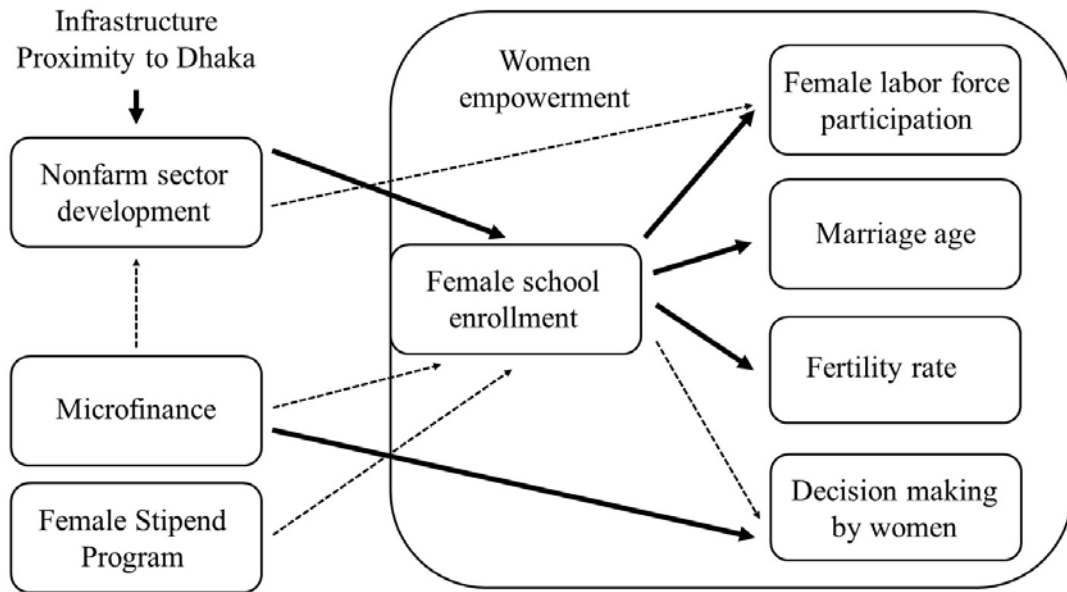 Infrastructure
Proximity to Dhaka
Nonfarm sector
development
Microfinance
Female Stipend
Program
Women
empowerment
Female school
enrollment
Female labor force
participation
Marriage age
Fertility rate
Decision making
by women